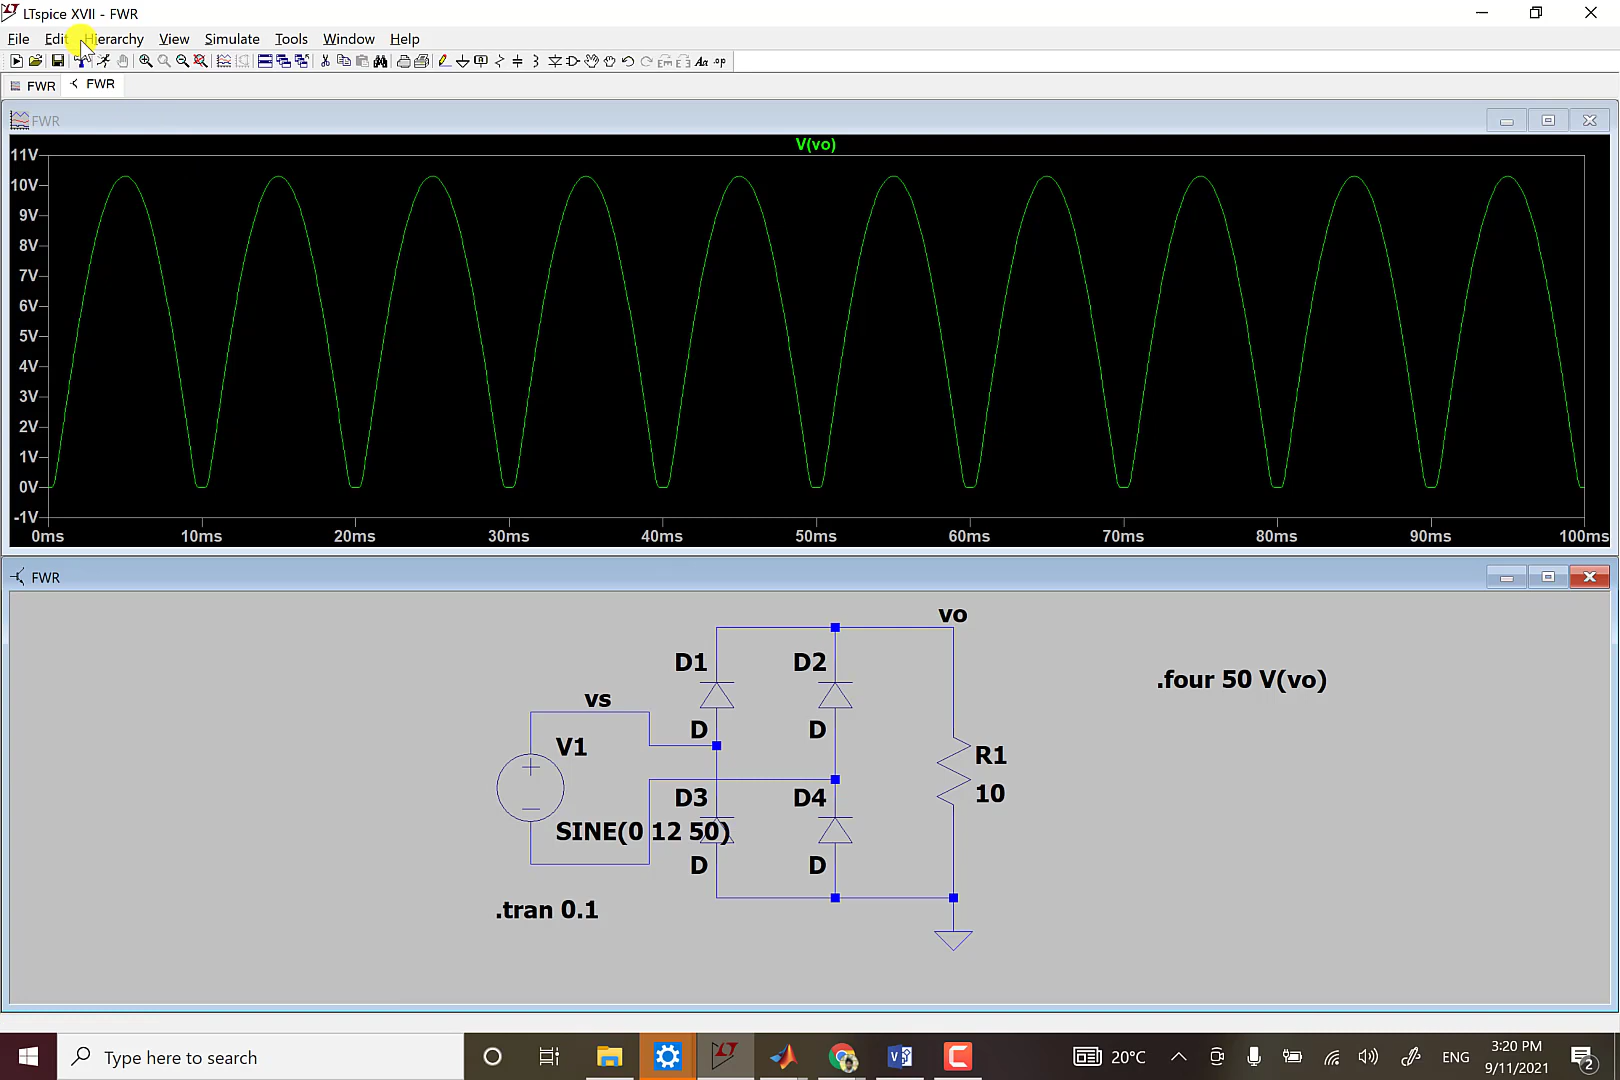 LTspice XVII - FWR
File Edit Hierarchy View Simulate Tools Window Help
Aa .op
FWR FWR
FWR
V(vo)
11V
10V
9V
8V
7V
6V
5V
4V
3V
2V
1V
0V
-1V
0ms 10ms 20ms 30ms 40ms 50ms 60ms 70ms 80ms 90ms 100ms
FWR
vo
D1 D2
.four 50 V(vo)
vs
D D
V1
R1
10
D3 D4
SINE(0 12 50)
D D
.tran 0.1
Type here to search
20°C
ENG
3:20 PM
9/11/2021
2